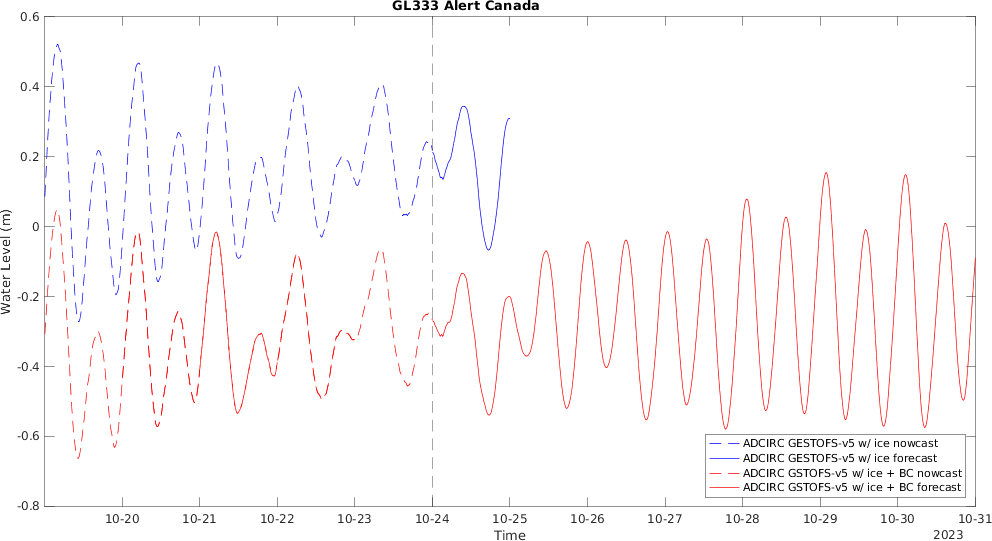 GL333 Alert Canada
0.6
0.4
0.2
0
-0.2
-0.4
-0.6
-0.8
Water Level (m)
ADCIRC GESTOFS-v5 w/ ice nowcast
ADCIRC GESTOFS-v5 w/ ice forecast
ADCIRC GSTOFS-v5 w/ ice + BC nowcast
ADCIRC GSTOFS-v5 w/ ice + BC forecast
10-20 10-21 10-22 10-23 10-24 10-25 10-26 10-27 10-28 10-29 10-30 10-31
Time
2023